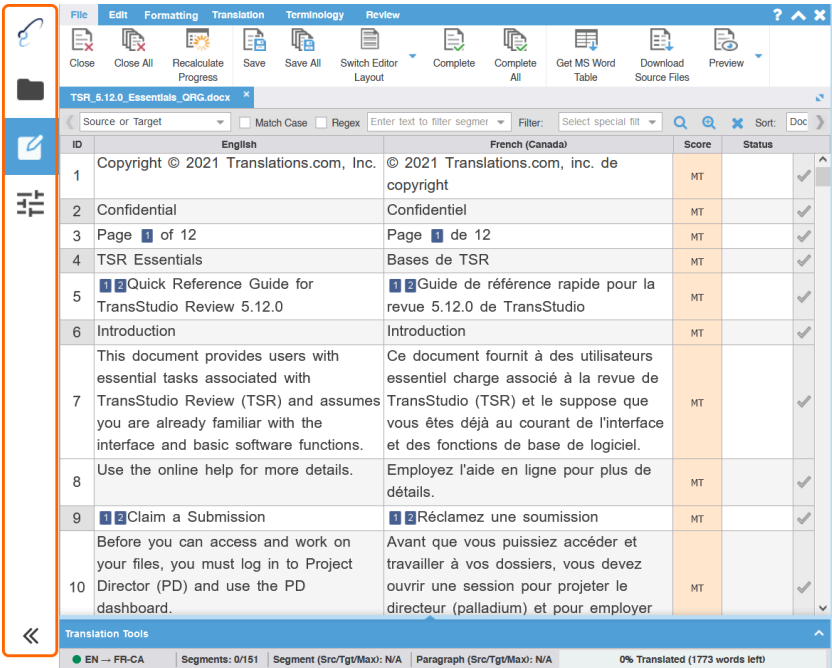 File Edit Formatting Translation Terminology Review
Close Close All Recalculate Progress Save Save All Switch Editor Layout Complete Complete All Get MS Word Table Download Source Files Preview
TSR_5.12.0_Essentials_QRG.docx
Source or Target Match Case Regex Enter text to filter segmer Filter: Select special filt Sort: Doc
ID English French (Canada) Score Status
1 Copyright © 2021 Translations.com, Inc. © 2021 Translations.com, inc. de
copyright
MT
2 Confidential Confidentiel MT
3 Page 1 of 12 Page 1 de 12 MT
4 TSR Essentials Bases de TSR MT
5 1 2 Quick Reference Guide for
TransStudio Review 5.12.0
1 2 Guide de référence rapide pour la
revue 5.12.0 de TransStudio
MT
6 Introduction Introduction MT
7 This document provides users with
essential tasks associated with
TransStudio Review (TSR) and assumes
you are already familiar with the
interface and basic software functions.
Ce document fournit à des utilisateurs
essentiel charge associé à la revue de
TransStudio (TSR) et le suppose que
vous êtes déjà au courant de l'interface
et des fonctions de base de logiciel.
MT
8 Use the online help for more details.
Employez l'aide en ligne pour plus de
détails.
MT
9 1 2 Claim a Submission 1 2 Réclamez une soumission MT
10 Before you can access and work on
your files, you must log in to Project
Director (PD) and use the PD
dashboard.
Avant que vous puissiez accéder et
travailler à vos dossiers, vous devez
ouvrir une session pour projeter le
directeur (palladium) et pour employer
MT
Translation Tools
EN → FR-CA Segments: 0/151 Segment (Src/Tgt/Max): N/A Paragraph (Src/Tgt/Max): N/A 0% Translated (1773 words left)